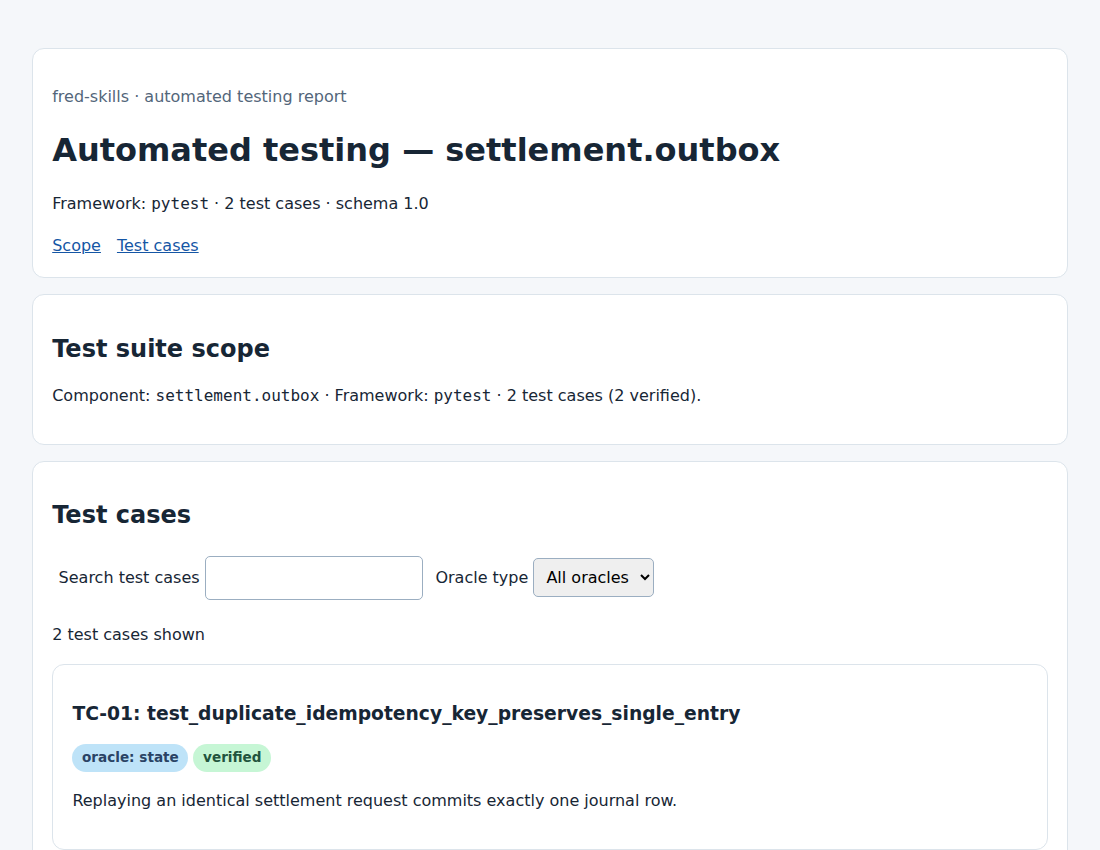 fred-skills · automated testing report
Automated testing — settlement.outbox
Framework: pytest · 2 test cases · schema 1.0
Scope Test cases
Test suite scope
Component: settlement.outbox · Framework: pytest · 2 test cases (2 verified).
Test cases
Search test cases Oracle type All oracles
2 test cases shown
TC-01: test_duplicate_idempotency_key_preserves_single_entry
oracle: state verified
Replaying an identical settlement request commits exactly one journal row.